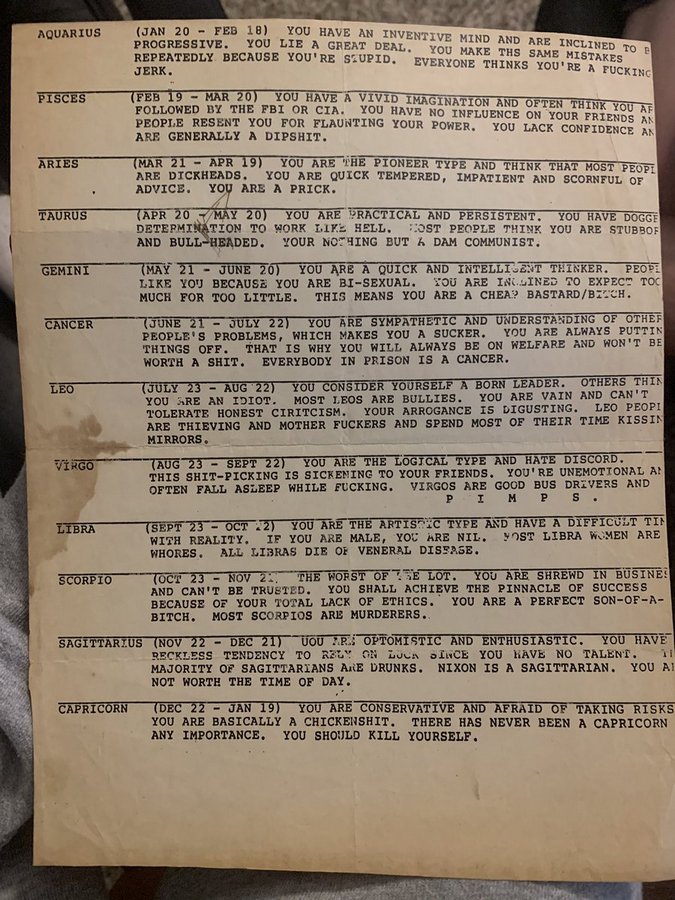 AQUARIUS (JAN 20 - FEB 18) YOU HAVE AN INVENTIVE MIND AND ARE INCLINED TO B
PROGRESSIVE. YOU LIE A GREAT DEAL. YOU MAKE THS SAME MISTAKES
REPEATEDLY BECAUSE YOU'RE STUPID. EVERYONE THINKS YOU'RE A FUCKING
JERK.
PISCES (FEB 19 - MAR 20) YOU HAVE A VIVID IMAGINATION AND OFTEN THINK YOU AR
FOLLOWED BY THE FBI OR CIA. YOU HAVE NO INFLUENCE ON YOUR FRIENDS AN
PEOPLE RESENT YOU FOR FLAUNTING YOUR POWER. YOU LACK CONFIDENCE AN
ARE GENERALLY A DIPSHIT.
ARIES (MAR 21 - APR 19) YOU ARE THE PIONEER TYPE AND THINK THAT MOST PEOPL
ARE DICKHEADS. YOU ARE QUICK TEMPERED, IMPATIENT AND SCORNFUL OF
ADVICE. YOU ARE A PRICK.
TAURUS (APR 20 - MAY 20) YOU ARE PRACTICAL AND PERSISTENT. YOU HAVE DOGGE
DETERMINATION TO WORK LIKE HELL. MOST PEOPLE THINK YOU ARE STUBBOR
AND BULL-HEADED. YOUR NOTHING BUT A DAM COMMUNIST.
GEMINI (MAY 21 - JUNE 20) YOU ARE A QUICK AND INTELLIGENT THINKER. PEOPL
LIKE YOU BECAUSE YOU ARE BI-SEXUAL. YOU ARE INCLINED TO EXPECT TOO
MUCH FOR TOO LITTLE. THIS MEANS YOU ARE A CHEAP BASTARD/BITCH.
CANCER (JUNE 21 - JULY 22) YOU ARE SYMPATHETIC AND UNDERSTANDING OF OTHER
PEOPLE'S PROBLEMS, WHICH MAKES YOU A SUCKER. YOU ARE ALWAYS PUTTIN
THINGS OFF. THAT IS WHY YOU WILL ALWAYS BE ON WELFARE AND WON'T BE
WORTH A SHIT. EVERYBODY IN PRISON IS A CANCER.
LEO (JULY 23 - AUG 22) YOU CONSIDER YOURSELF A BORN LEADER. OTHERS THIN
YOU ARE AN IDIOT. MOST LEOS ARE BULLIES. YOU ARE VAIN AND CAN'T
TOLERATE HONEST CIRITCISM. YOUR ARROGANCE IS DIGUSTING. LEO PEOPL
ARE THIEVING AND MOTHER FUCKERS AND SPEND MOST OF THEIR TIME KISSIN
MIRRORS.
VIRGO (AUG 23 - SEPT 22) YOU ARE THE LOGICAL TYPE AND HATE DISCORD.
THIS SHIT-PICKING IS SICKENING TO YOUR FRIENDS. YOU'RE UNEMOTIONAL AN
OFTEN FALL ASLEEP WHILE FUCKING. VIRGOS ARE GOOD BUS DRIVERS AND
P I M P S .
LIBRA (SEPT 23 - OCT 22) YOU ARE THE ARTISTIC TYPE AND HAVE A DIFFICULT TIM
WITH REALITY. IF YOU ARE MALE, YOU ARE NIL. MOST LIBRA WOMEN ARE
WHORES. ALL LIBRAS DIE OF VENERAL DISEASE.
SCORPIO (OCT 23 - NOV 21) THE WORST OF THE LOT. YOU ARE SHREWD IN BUSINES
AND CAN'T BE TRUSTED. YOU SHALL ACHIEVE THE PINNACLE OF SUCCESS
BECAUSE OF YOUR TOTAL LACK OF ETHICS. YOU ARE A PERFECT SON-OF-A-
BITCH. MOST SCORPIOS ARE MURDERERS.
SAGITTARIUS (NOV 22 - DEC 21) UOU ARE OPTOMISTIC AND ENTHUSIASTIC. YOU HAVE
RECKLESS TENDENCY TO RELY ON LUCK SINCE YOU HAVE NO TALENT. TH
MAJORITY OF SAGITTARIANS ARE DRUNKS. NIXON IS A SAGITTARIAN. YOU AR
NOT WORTH THE TIME OF DAY.
CAPRICORN (DEC 22 - JAN 19) YOU ARE CONSERVATIVE AND AFRAID OF TAKING RISKS
YOU ARE BASICALLY A CHICKENSHIT. THERE HAS NEVER BEEN A CAPRICORN
ANY IMPORTANCE. YOU SHOULD KILL YOURSELF.